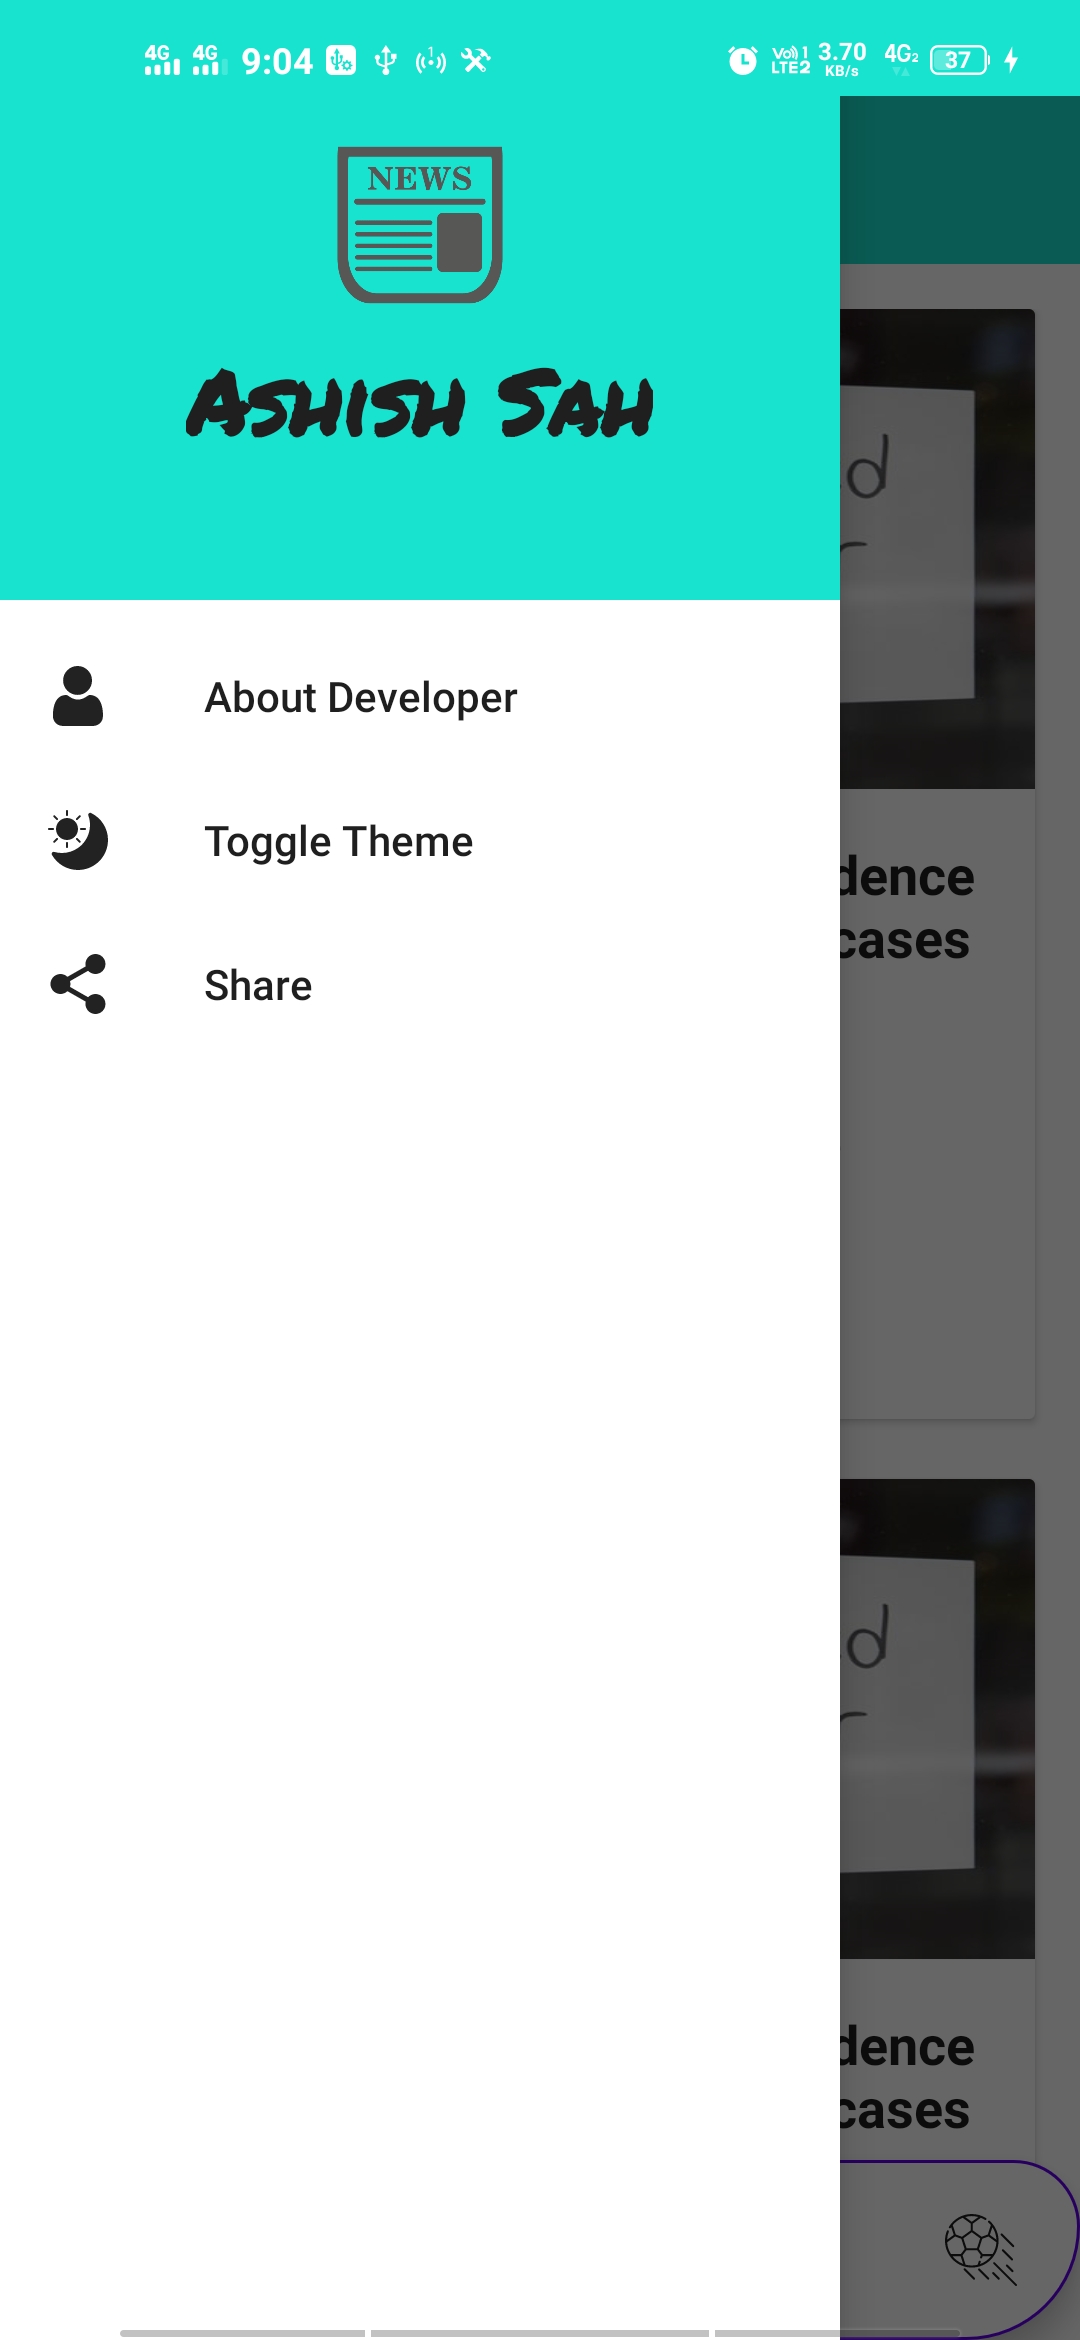 4G 4G 9:04 Vo) 1 LTE2 3.70 KB/s 4G2 37
NEWS
Ashish Sah
About Developer
Toggle Theme
Share
d
r
dence
cases
d
r
dence
cases